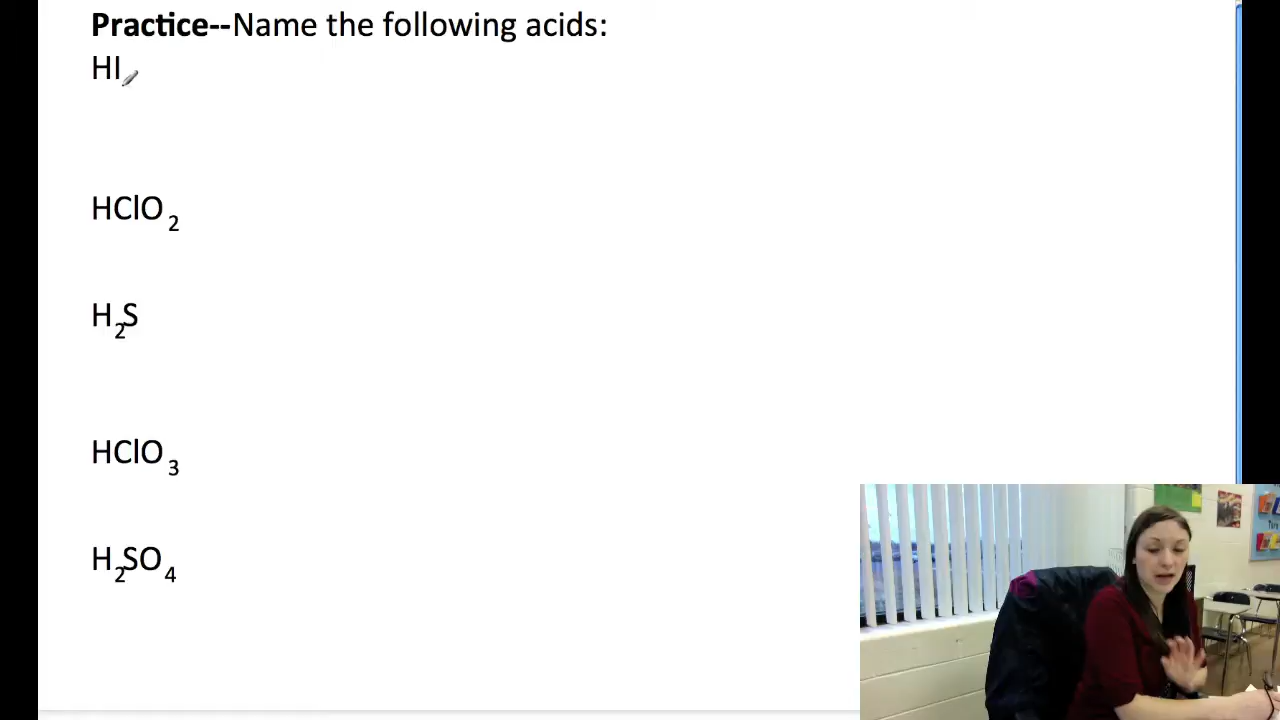 Practice--Name the following acids:
HI
HClO2
H2S
HClO3
H2SO4